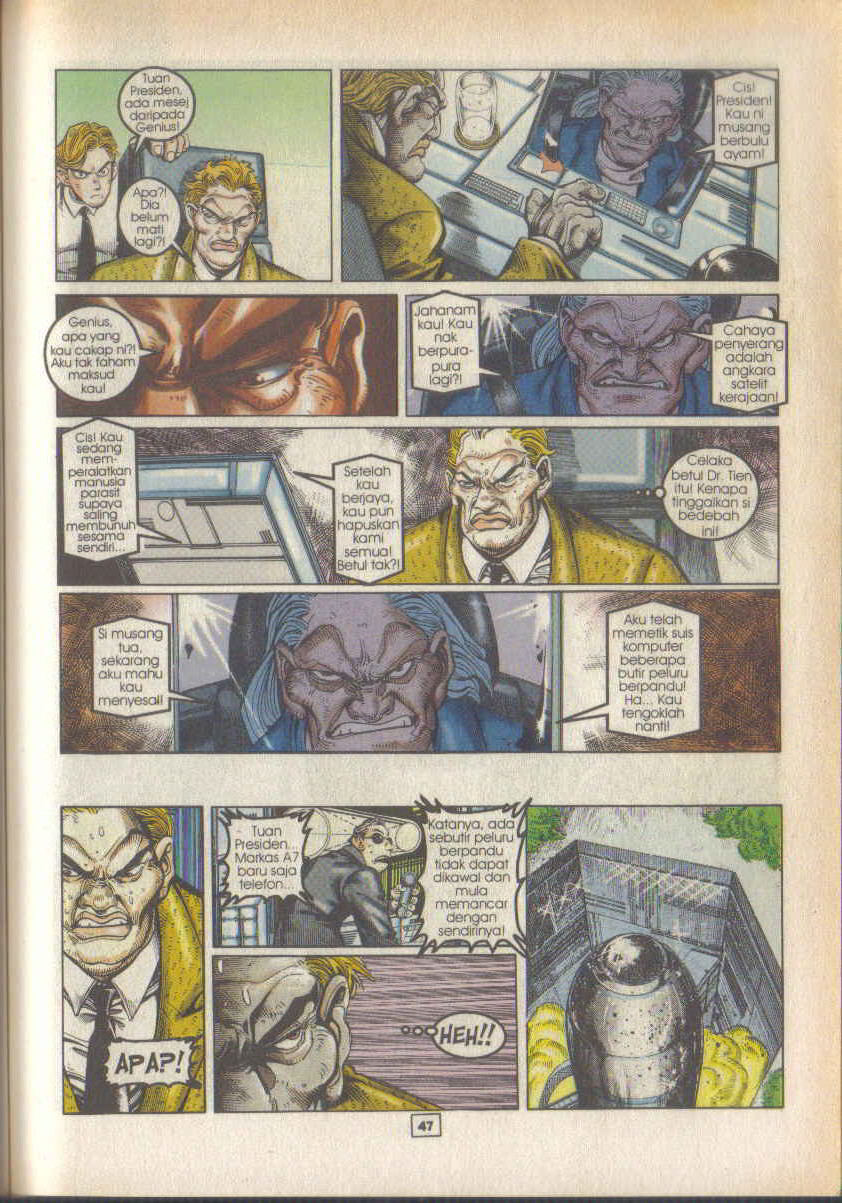 Tuan
Presiden,
ada mesej
daripada
Genius!
Apa?!
Dia
belum
mati
lagi?!
Cis!
Presiden!
Kau ni
musang
berbulu
ayam!
Genius,
apa yang
kau cakap ni?!
Aku tak faham
maksud
kau!
Jahanam
kau! Kau
nak
berpura-
pura
lagi?!
Cahaya
penyerang
adalah
angkara
satelit
kerajaan!
Cis! Kau
sedang
mem-
peralatkan
manusia
parasit
supaya
saling
membunuh
sesama
sendiri...
Setelah
kau
berjaya,
kau pun
hapuskan
kami
semua!
Betul tak?!
Celaka
betul Dr. Tien
itu! Kenapa
tinggalkan si
bedebah
ini!
Si musang
tua,
sekarang
aku mahu
kau
menyesal!
Aku telah
memetik suis
komputer
beberapa
butir peluru
berpandu!
Ha... Kau
tengoklah
nanti!
APA?!
Tuan
Presiden...
Markas A7
baru saja
telefon...
Katanya, ada
sebutir peluru
berpandu
tidak dapat
dikawal dan
mula
memancar
dengan
sendirinya!
HEH!!
47